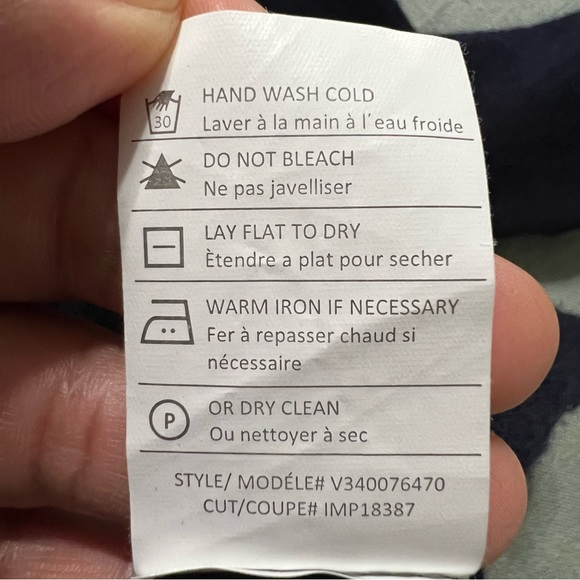 HAND WASH COLD
30
Laver à la main à l'eau froide
DO NOT BLEACH
Ne pas javelliser
LAY FLAT TO DRY
Ètendre a plat pour secher
WARM IRON IF NECESSARY
Fer à repasser chaud si
nécessaire
P
OR DRY CLEAN
Ou nettoyer à sec
STYLE/ MODÉLE# V340076470
CUT/COUPE# IMP18387